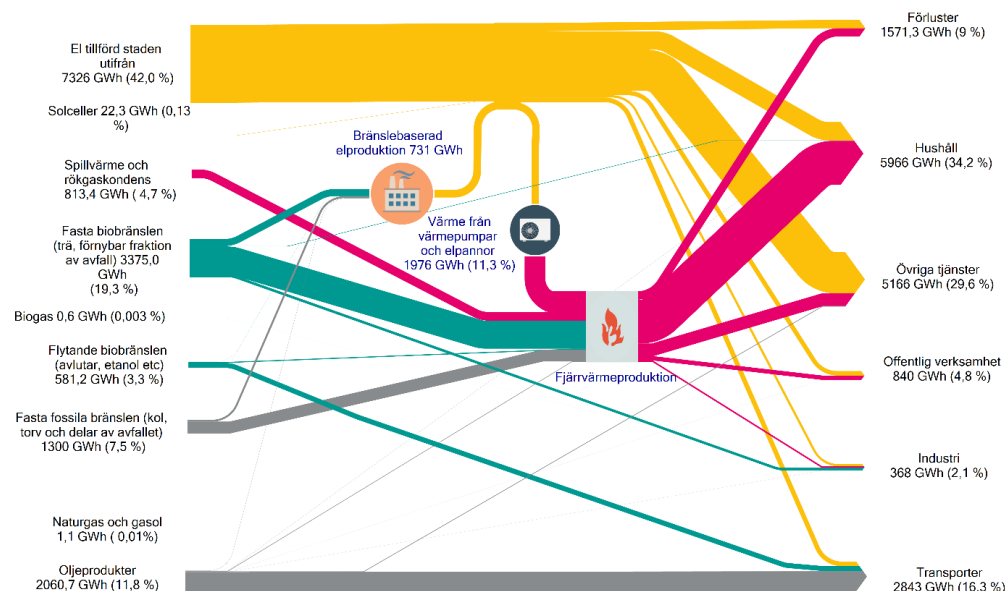 El tillförd staden
utifrån
7326 GWh (42,0 %)
Solceller 22,3 GWh (0,13
%)
Spillvärme och
rökgaskondens
813,4 GWh ( 4,7 %)
Fasta biobränslen
(trä, förnybar fraktion
av avfall) 3375,0
GWh
(19,3 %)
Biogas 0,6 GWh (0,003 %)
Flytande biobränslen
(avlutar, etanol etc)
581,2 GWh (3,3 %)
Fasta fossila bränslen (kol,
torv och delar av avfallet)
1300 GWh (7,5 %)
Naturgas och gasol
1,1 GWh ( 0,01%)
Oljeprodukter
2060,7 GWh (11,8 %)
Bränslebaserad
elproduktion 731 GWh
Värme från
värmepumpar
och elpannor
1976 GWh (11,3 %)
Fjärrvärmeproduktion
Förluster
1571,3 GWh (9 %)
Hushåll
5966 GWh (34,2 %)
Övriga tjänster
5166 GWh (29,6 %)
Offentlig verksamhet
840 GWh (4,8 %)
Industri
368 GWh (2,1 %)
Transporter
2843 GWh (16,3 %)